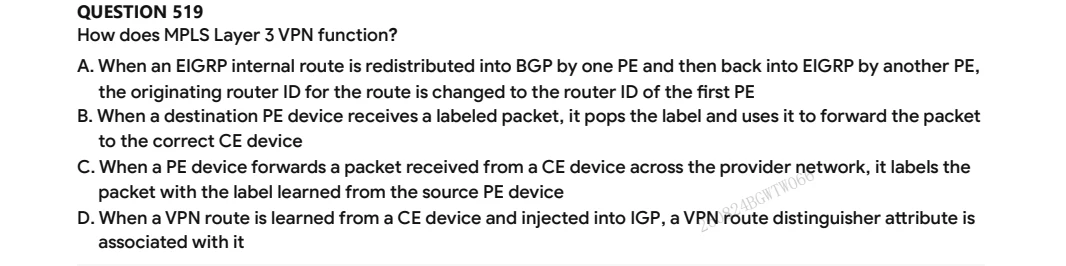 QUESTION 519
How does MPLS Layer 3 VPN function?
A. When an EIGRP internal route is redistributed into BGP by one PE and then back into EIGRP by another PE,
the originating router ID for the route is changed to the router ID of the first PE
B. When a destination PE device receives a labeled packet, it pops the label and uses it to forward the packet
to the correct CE device
C. When a PE device forwards a packet received from a CE device across the provider network, it labels the
packet with the label learned from the source PE device
D. When a VPN route is learned from a CE device and injected into IGP, a VPN route distinguisher attribute is
associated with it